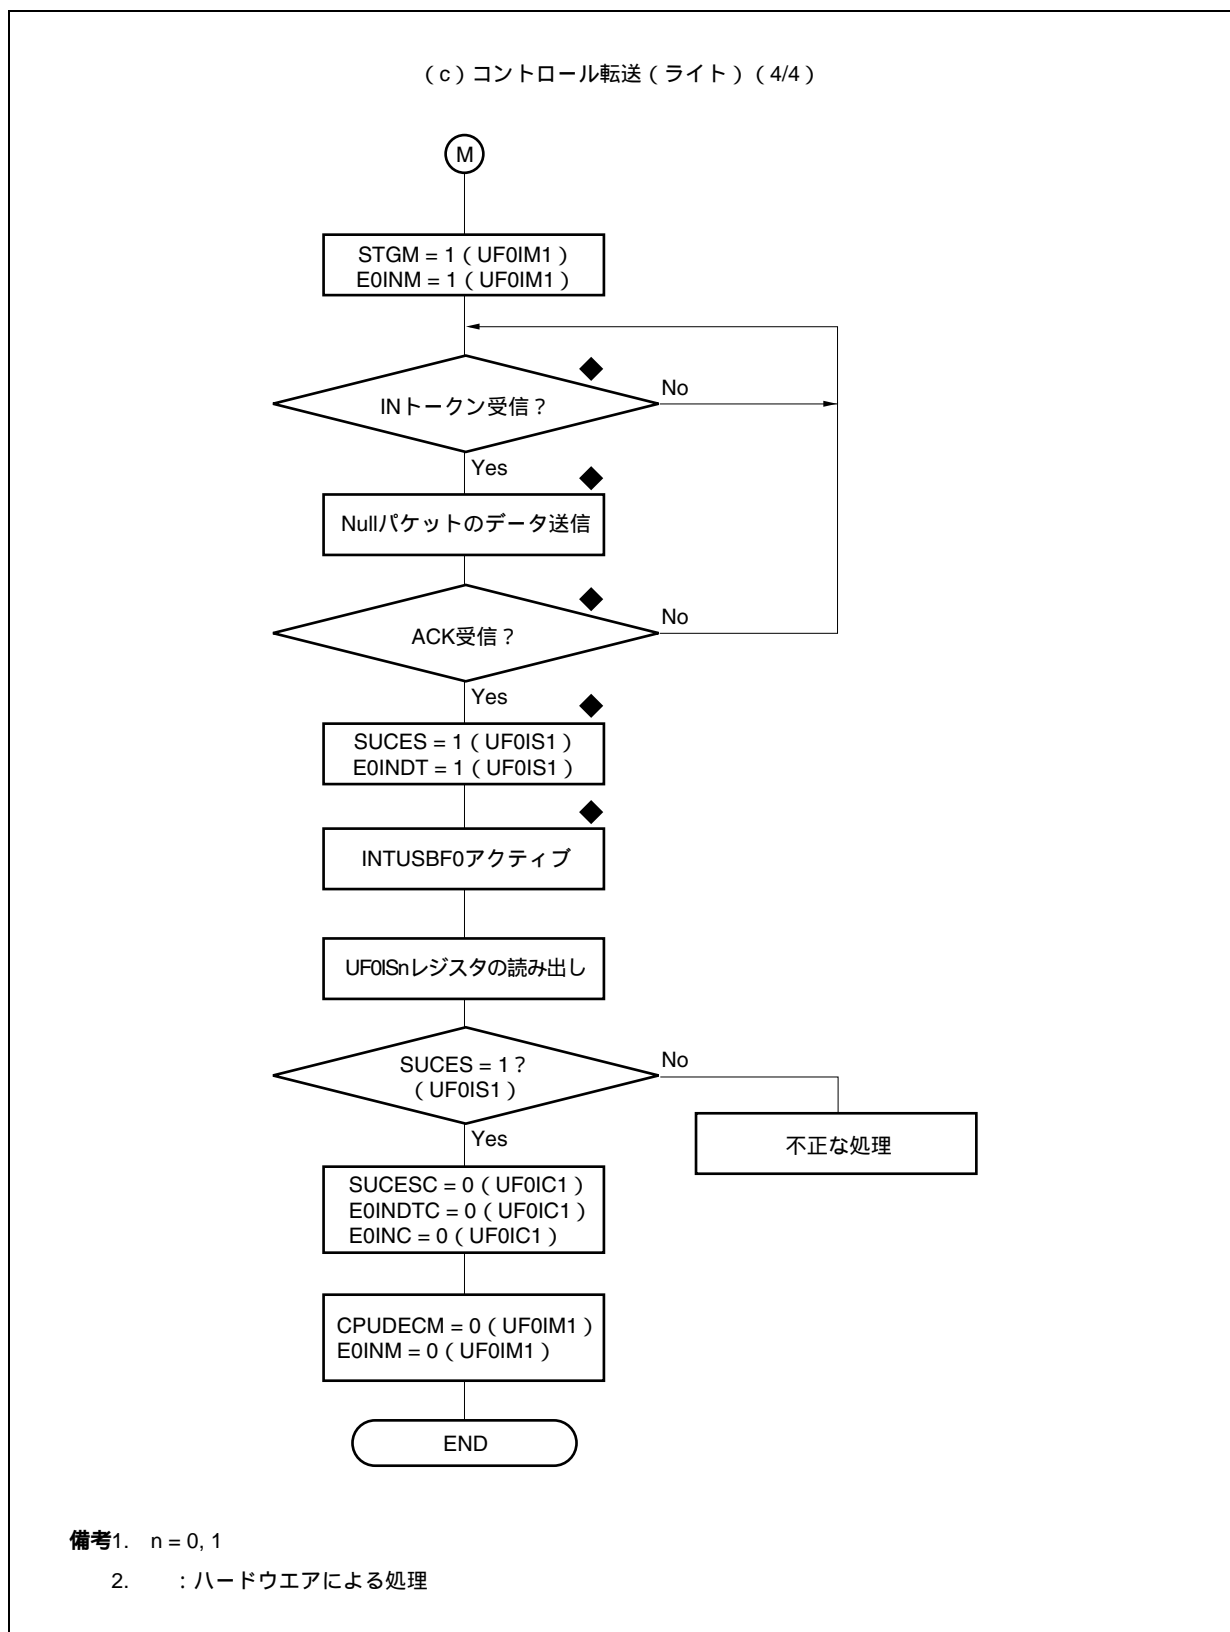 （c）コントロール転送（ライト）（4/4）
M
STGM = 1（UF0IM1）
E0INM = 1（UF0IM1）
INトークン受信？
No
Yes
Nullパケットのデータ送信
ACK受信？
No
Yes
SUCES = 1（UF0IS1）
E0INDT = 1（UF0IS1）
INTUSBF0アクティブ
UF0ISnレジスタの読み出し
SUCES = 1？
（UF0IS1）
No
不正な処理
Yes
SUCESC = 0（UF0IC1）
E0INDTC = 0（UF0IC1）
E0INC = 0（UF0IC1）
CPUDECM = 0（UF0IM1）
E0INM = 0（UF0IM1）
END
備考1. n = 0, 1
2. ：ハードウエアによる処理